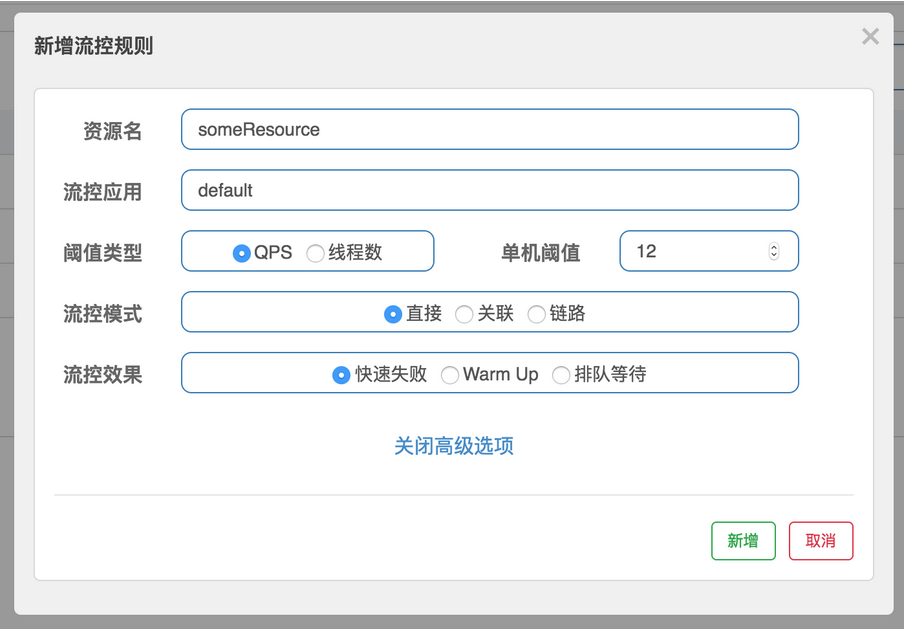 新增流控规则
资源名 someResource
流控应用 default
阈值类型 QPS 线程数 单机阈值 12
流控模式 直接 关联 链路
流控效果 快速失败 Warm Up 排队等待
关闭高级选项
新增 取消